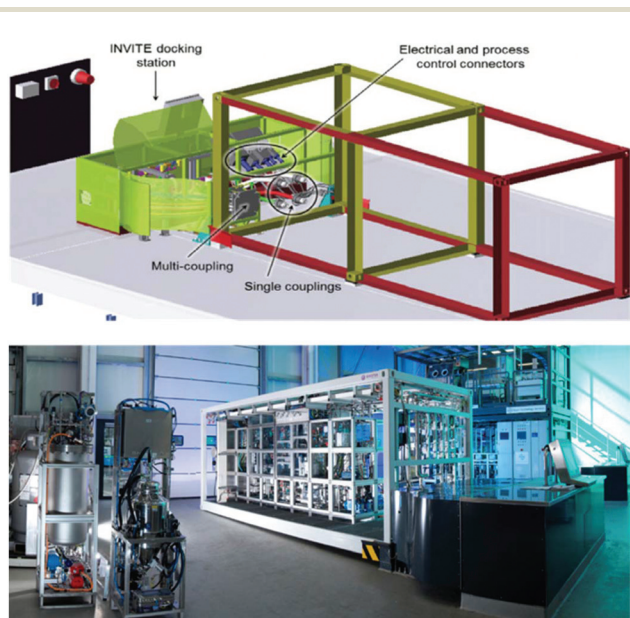 INVITE docking
station
Electrical and process
control connectors
Multi-coupling
Single couplings